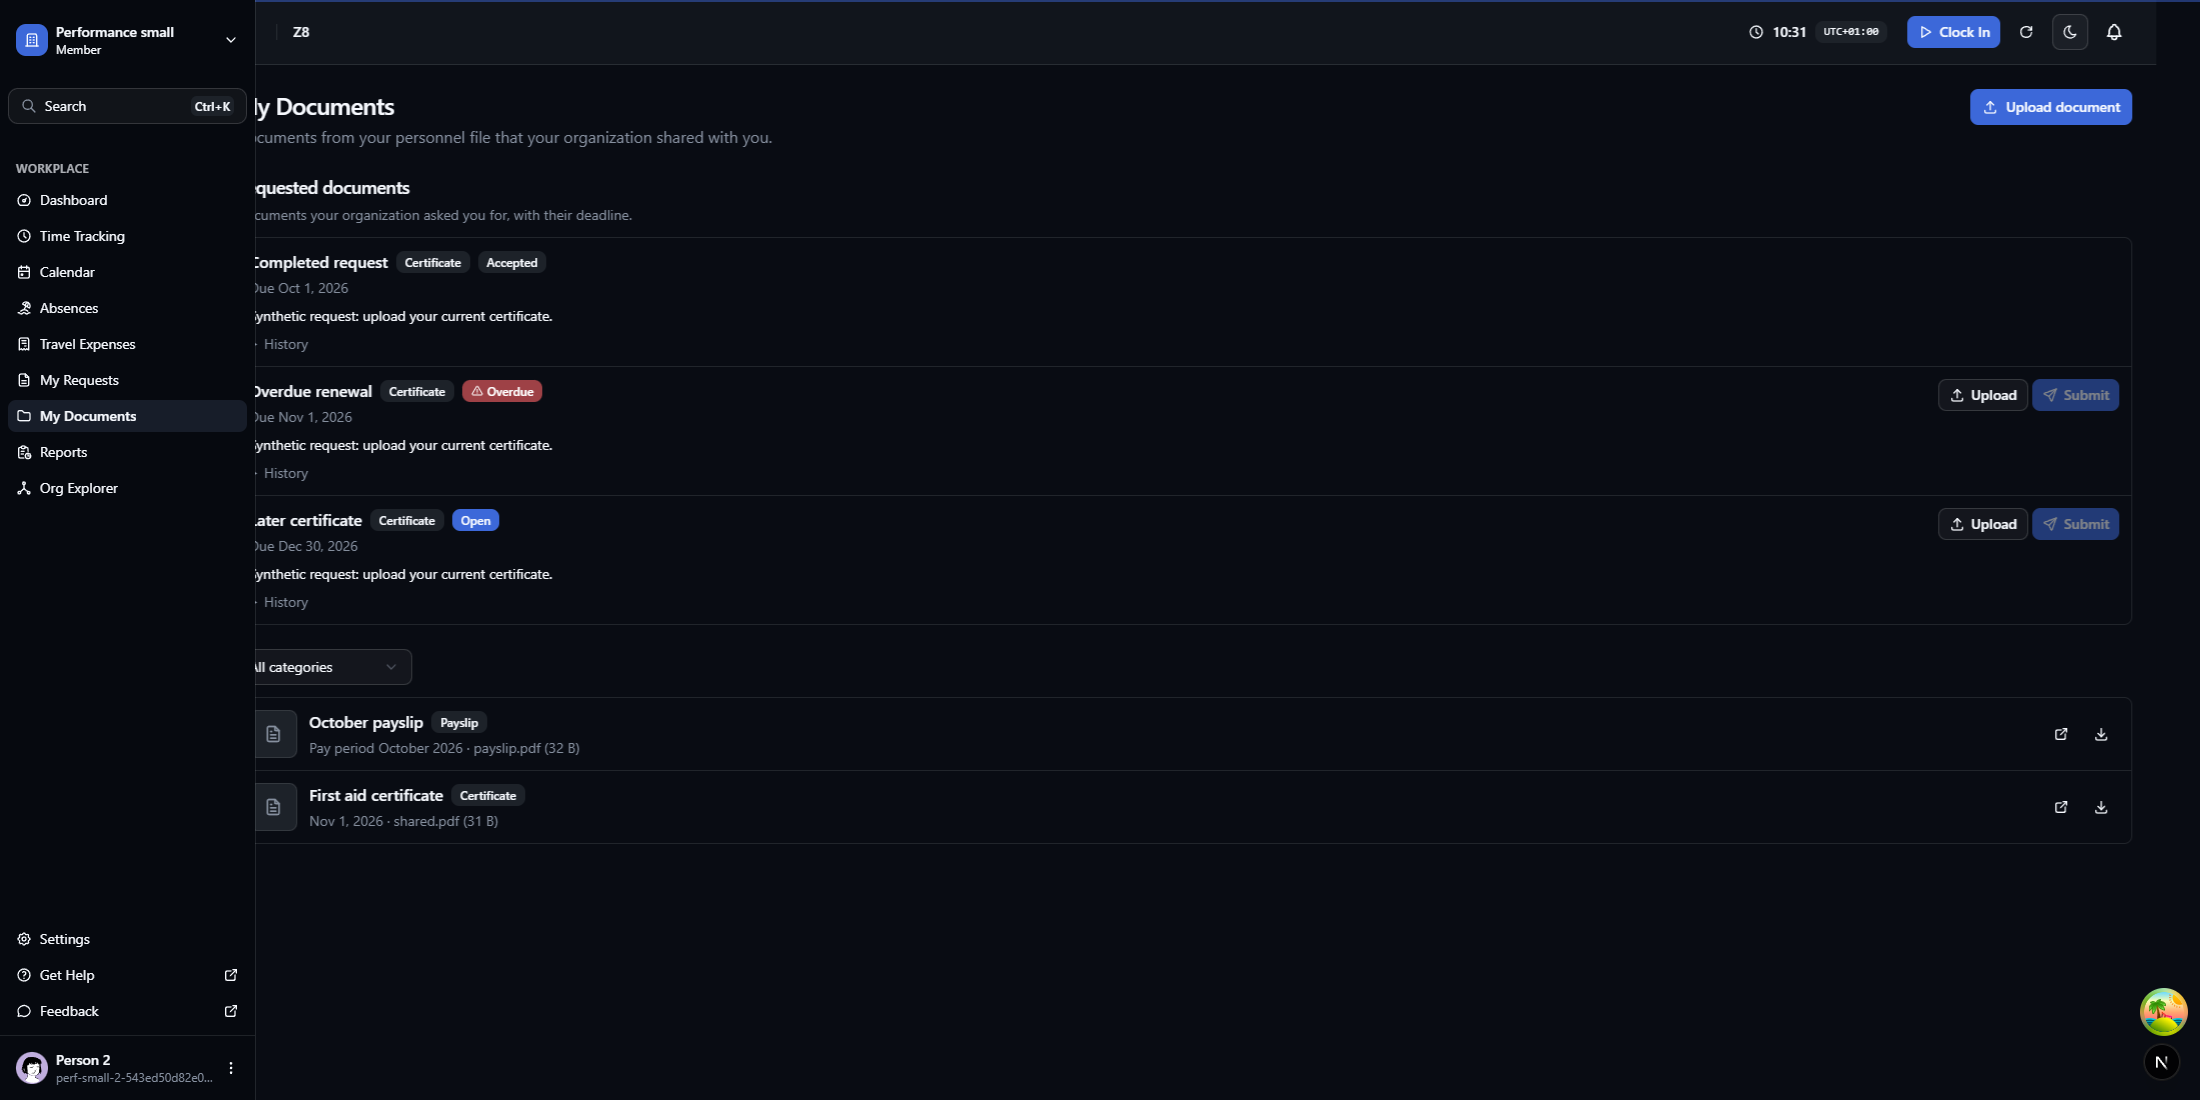 Performance small
Member
Z8
10:31
UTC+01:00
Clock In
Search
Ctrl+K
ly Documents
Upload document
cuments from your personnel file that your organization shared with you.
WORKPLACE
Dashboard
Time Tracking
Calendar
Absences
Travel Expenses
My Requests
My Documents
Reports
Org Explorer
quested documents
cuments your organization asked you for, with their deadline.
Completed request
Certificate
Accepted
Due Oct 1, 2026
Synthetic request: upload your current certificate.
History
Overdue renewal
Certificate
Overdue
Due Nov 1, 2026
Upload
Submit
Synthetic request: upload your current certificate.
History
Later certificate
Certificate
Open
Due Dec 30, 2026
Upload
Submit
Synthetic request: upload your current certificate.
History
All categories
October payslip
Payslip
Pay period October 2026 · payslip.pdf (32 B)
First aid certificate
Certificate
Nov 1, 2026 · shared.pdf (31 B)
Settings
Get Help
Feedback
Person 2
perf-small-2-543ed50d82e0...
N